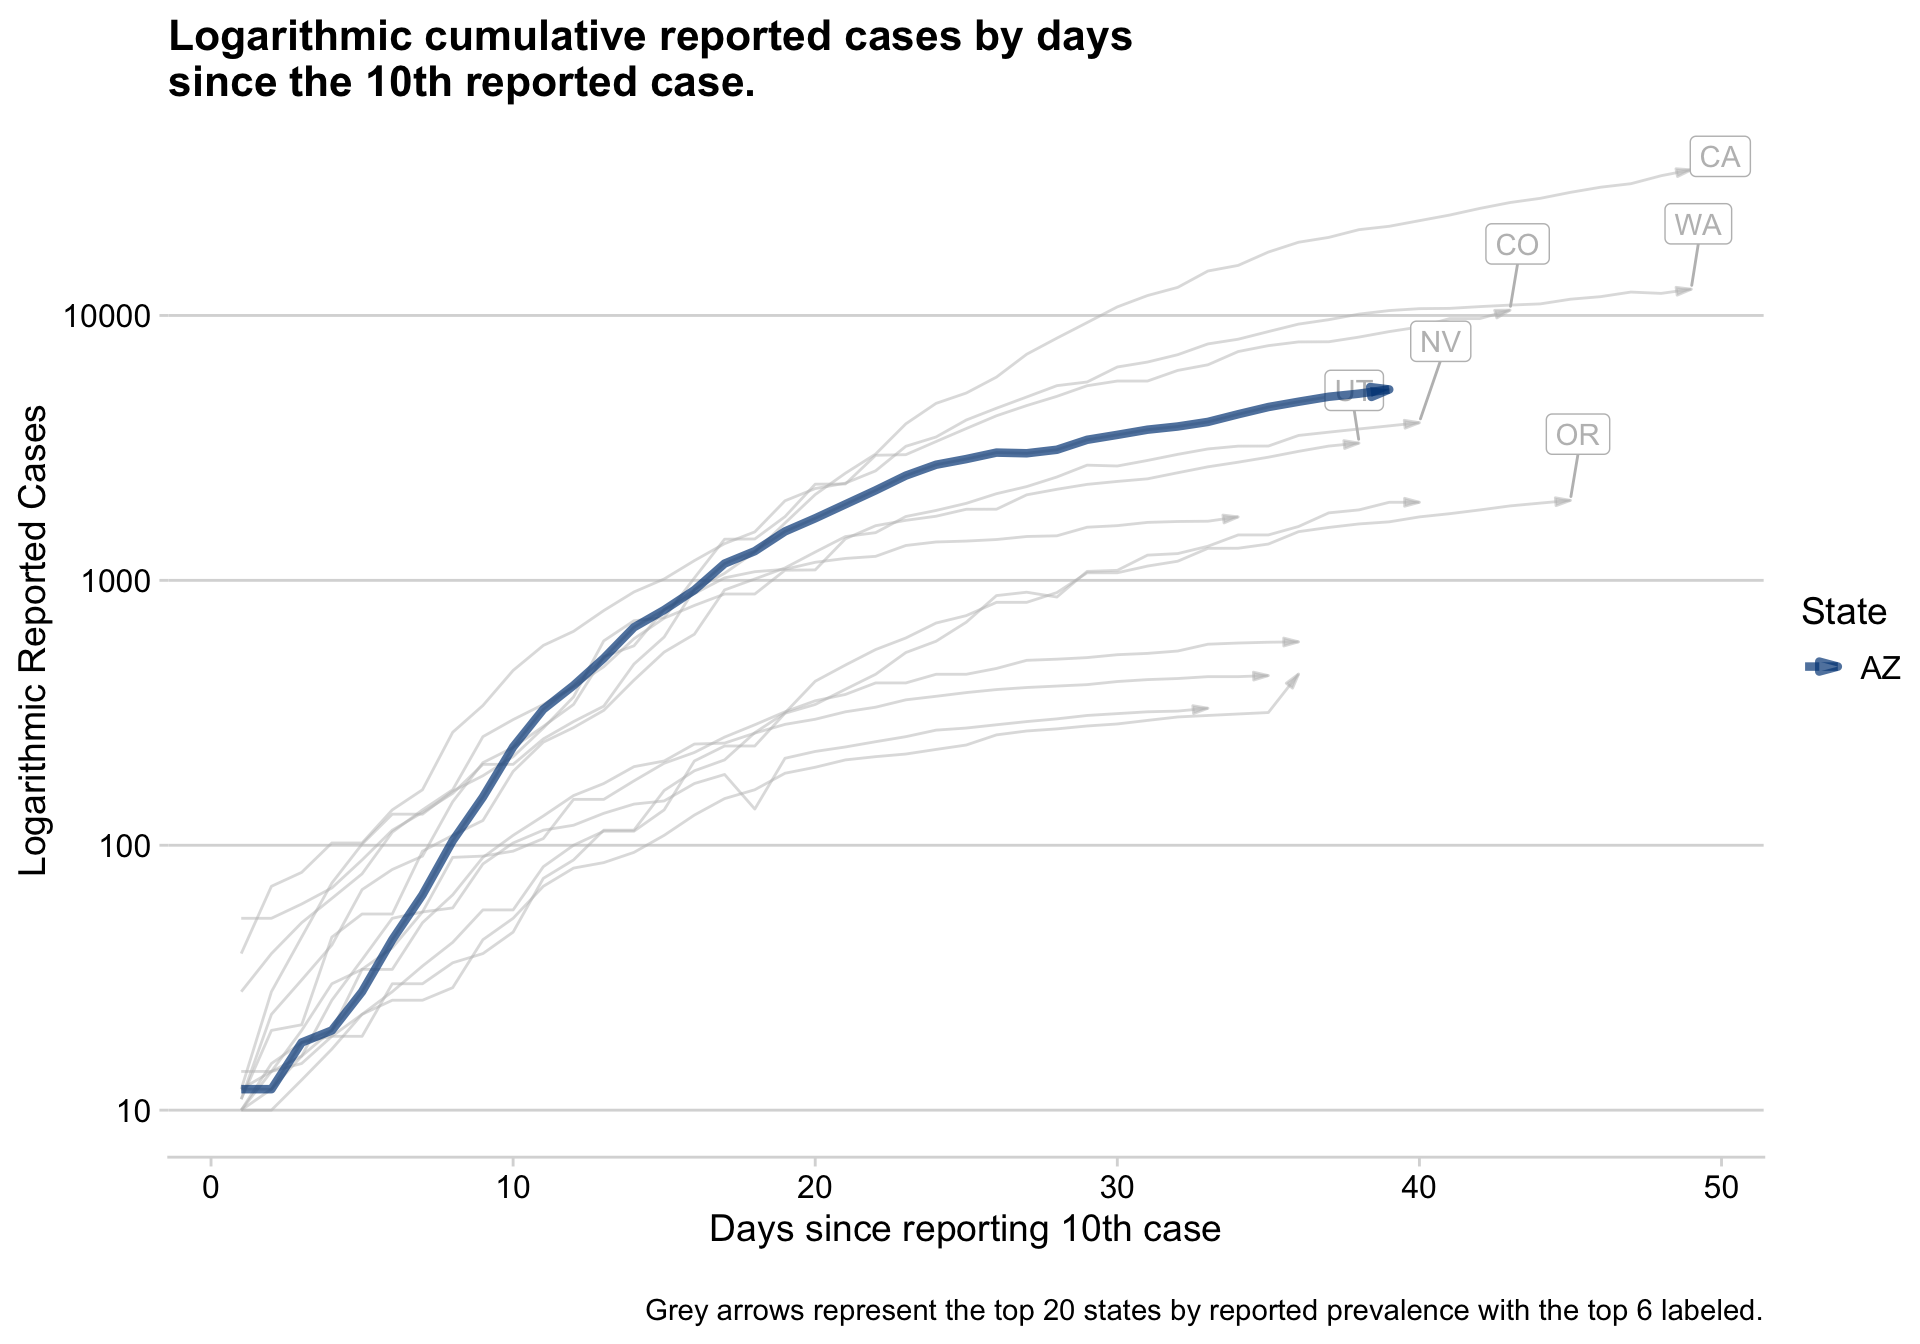 Logarithmic cumulative reported cases by days
since the 10th reported case.
CA
WA
CO
10000
NV
UT
OR
1000
100
10
Logarithmic Reported Cases
State
AZ
0 10 20 30 40 50
Days since reporting 10th case
Grey arrows represent the top 20 states by reported prevalence with the top 6 labeled.